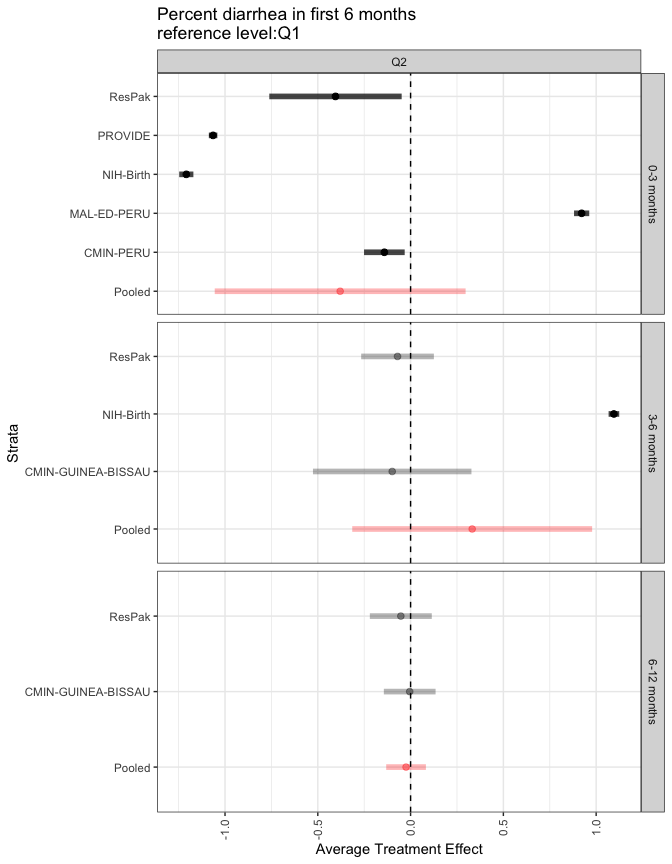 Percent diarrhea in first 6 months
reference level:Q1
Q2
ResPak
PROVIDE
NIH-Birth
MAL-ED-PERU
CMIN-PERU
Pooled
0-3 months
ResPak
NIH-Birth
CMIN-GUINEA-BISSAU
Pooled
3-6 months
ResPak
CMIN-GUINEA-BISSAU
Pooled
6-12 months
Strata
-1.0
-0.5
0.0
0.5
1.0
Average Treatment Effect